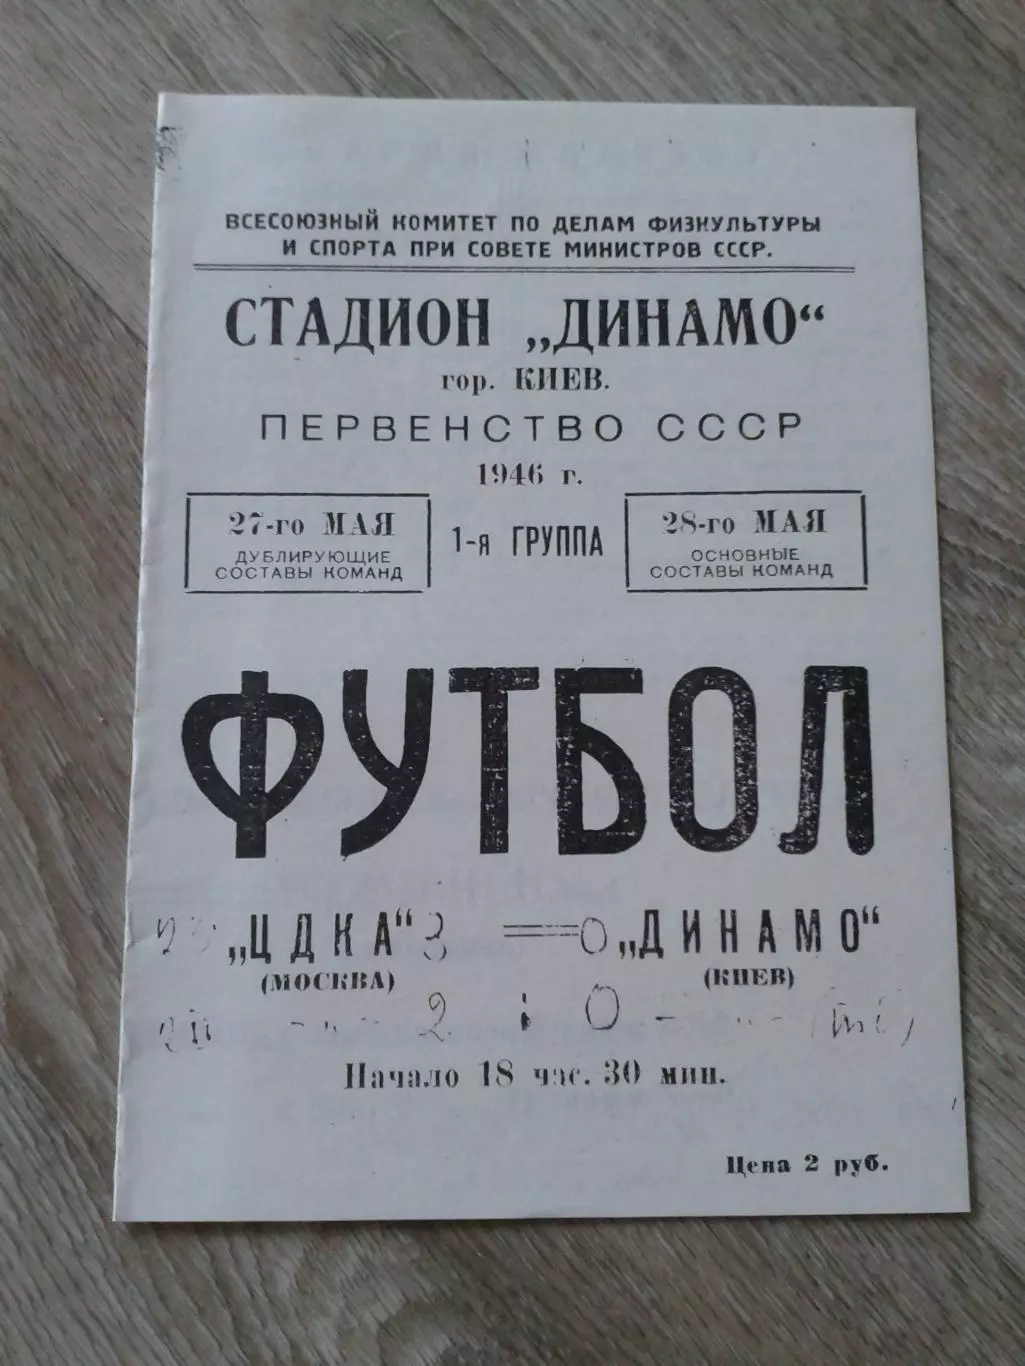 ВСЕСОЮЗНЫЙ КОМИТЕТ ПО ДЕЛАМ ФИЗКУЛЬТУРЫ
И СПОРТА ПРИ СОВЕТЕ МИНИСТРОВ СССР.
СТАДИОН „ДИНАМО“
гор. КИЕВ.
ПЕРВЕНСТВО СССР
1946 г.
27-го МАЯ
ДУБЛИРУЮЩИЕ
СОСТАВЫ КОМАНД
1-я ГРУППА
28-го МАЯ
ОСНОВНЫЕ
СОСТАВЫ КОМАНД
ФУТБОЛ
„ЦДКА“ 3 = 0 „ДИНАМО“
(МОСКВА) (КИЕВ)
2 : 0
Начало 18 час. 30 мин.
Цена 2 руб.